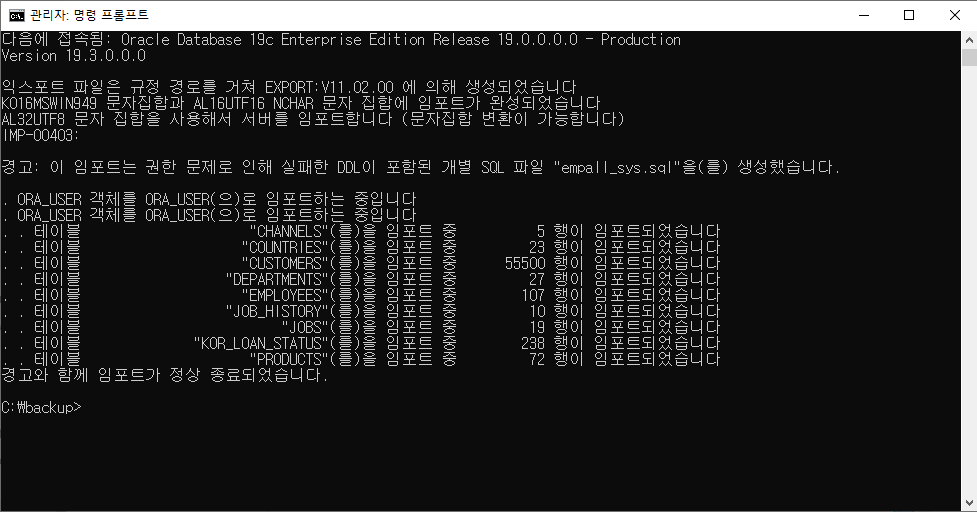 관리자: 명령 프롬프트
다음에 접속됨: Oracle Database 19c Enterprise Edition Release 19.0.0.0.0 - Production
Version 19.3.0.0.0
익스포트 파일은 규정 경로를 거쳐 EXPORT:V11.02.00 에 의해 생성되었습니다
KO16MSWIN949 문자집합과 AL16UTF16 NCHAR 문자 집합에 임포트가 완성되었습니다
AL32UTF8 문자 집합을 사용해서 서버를 임포트합니다 (문자집합 변환이 가능합니다)
IMP-00403:
경고: 이 임포트는 권한 문제로 인해 실패한 DDL이 포함된 개별 SQL 파일 "empall_sys.sql"을(를) 생성했습니다.
. ORA_USER 객체를 ORA_USER(으)로 임포트하는 중입니다
. ORA_USER 객체를 ORA_USER(으)로 임포트하는 중입니다
. . 테이블 "CHANNELS"(를)을 임포트 중 5 행이 임포트되었습니다
. . 테이블 "COUNTRIES"(를)을 임포트 중 23 행이 임포트되었습니다
. . 테이블 "CUSTOMERS"(를)을 임포트 중 55500 행이 임포트되었습니다
. . 테이블 "DEPARTMENTS"(를)을 임포트 중 27 행이 임포트되었습니다
. . 테이블 "EMPLOYEES"(를)을 임포트 중 107 행이 임포트되었습니다
. . 테이블 "JOB_HISTORY"(를)을 임포트 중 10 행이 임포트되었습니다
. . 테이블 "JOBS"(를)을 임포트 중 19 행이 임포트되었습니다
. . 테이블 "KOR_LOAN_STATUS"(를)을 임포트 중 238 행이 임포트되었습니다
. . 테이블 "PRODUCTS"(를)을 임포트 중 72 행이 임포트되었습니다
경고와 함께 임포트가 정상 종료되었습니다.
C:\backup>